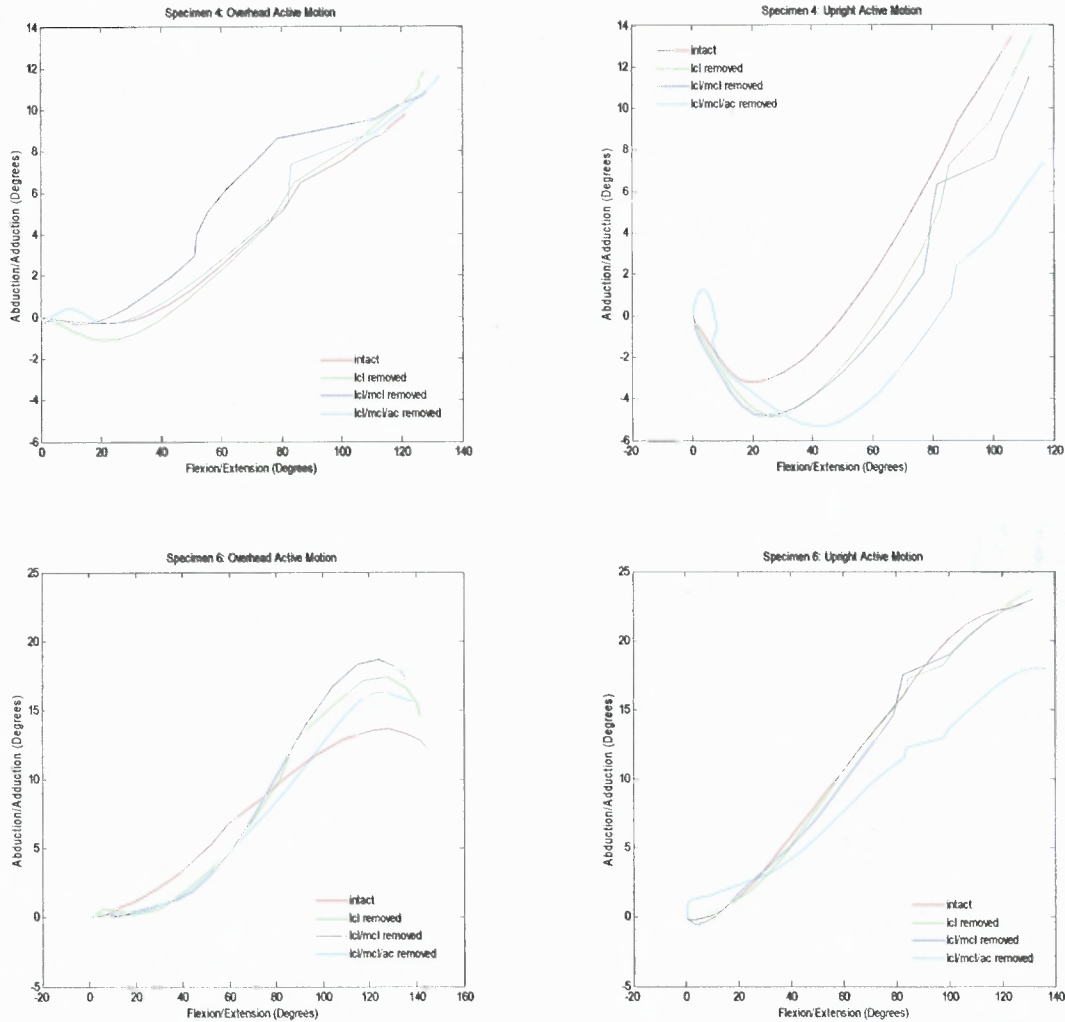 Specimen 4: Overhead Active Motion
14
12
10
8
6
4
2
0
-2
-4
-6
Abduction/Adduction (Degrees)
intact
lcl removed
lcl/mcl removed
lcl/mcl/ac removed
0 20 40 60 80 100 120 140
Flexion/Extension (Degrees)
Specimen 4: Upright Active Motion
14
12
10
8
6
4
2
0
-2
-4
-6
Abduction/Adduction (Degrees)
intact
lcl removed
lcl/mcl removed
lcl/mcl/ac removed
-20 0 20 40 60 80 100 120
Flexion/Extension (Degrees)
Specimen 6: Overhead Active Motion
25
20
15
10
5
0
-5
Abduction/Adduction (Degrees)
intact
lcl removed
lcl/mcl removed
lcl/mcl/ac removed
-20 0 20 40 60 80 100 120 140 160
Flexion/Extension (Degrees)
Specimen 6: Upright Active Motion
25
20
15
10
5
0
-5
Abduction/Adduction (Degrees)
intact
lcl removed
lcl/mcl removed
lcl/mcl/ac removed
-20 0 20 40 60 80 100 120 140
Flexion/Extension (Degrees)